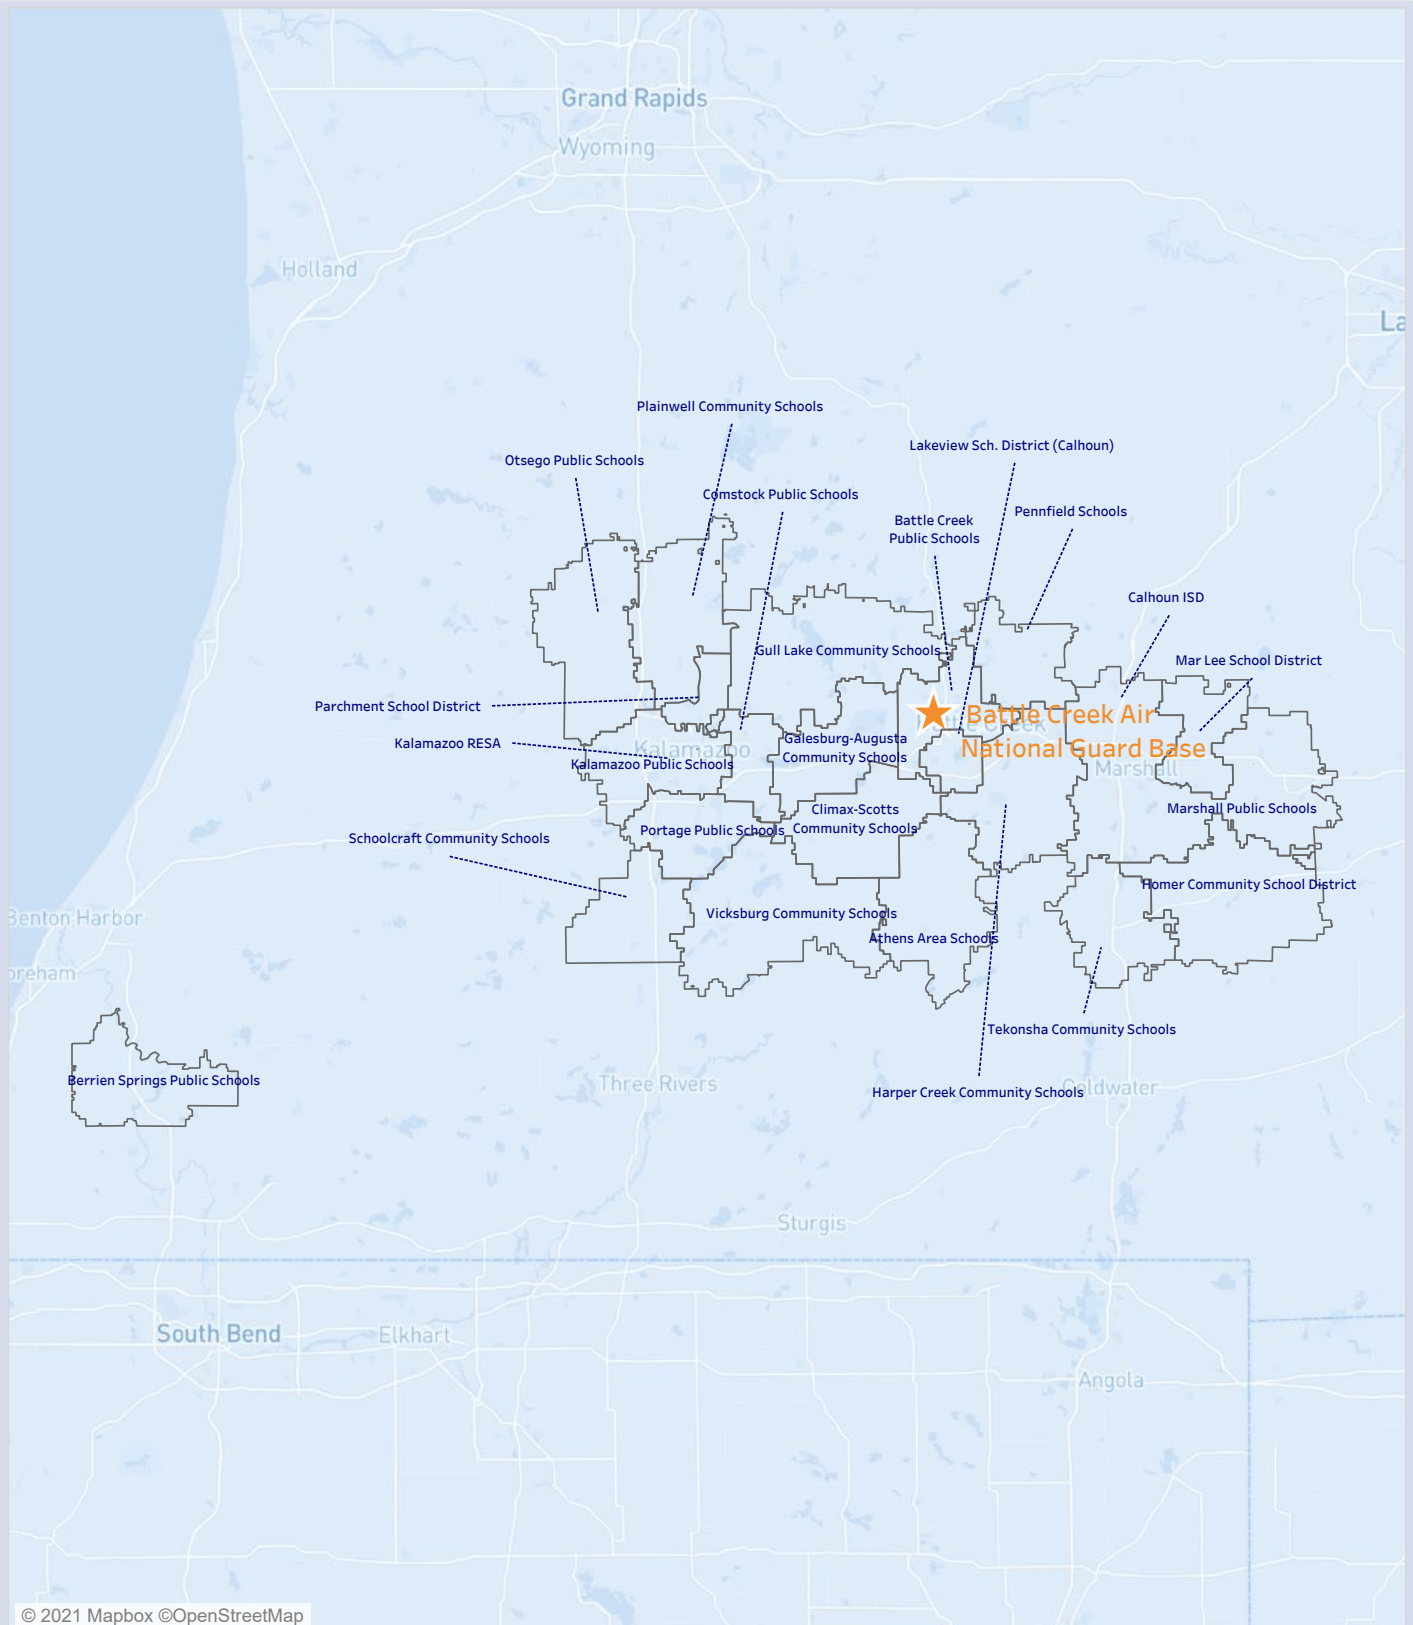 Grand Rapids
Wyoming
Holland
La
Plainwell Community Schools
Lakeview Sch. District (Calhoun)
Otsego Public Schools
Comstock Public Schools
Pennfield Schools
Battle Creek
Public Schools
Calhoun ISD
Gull Lake Community Schools
Mar Lee School District
Parchment School District
Battle Creek Air
National Guard Base
Battle Creek
Kalamazoo RESA
Kalamazoo
Galesburg-Augusta
Community Schools
Kalamazoo Public Schools
Marshall
Marshall Public Schools
Climax-Scotts
Community Schools
Portage Public Schools
Schoolcraft Community Schools
Homer Community School District
Vicksburg Community Schools
Benton Harbor
Athens Area Schools
oreham
Tekonsha Community Schools
Berrien Springs Public Schools
Three Rivers
Coldwater
Harper Creek Community Schools
Sturgis
South Bend
Elkhart
Angola
© 2021 Mapbox ©OpenStreetMap